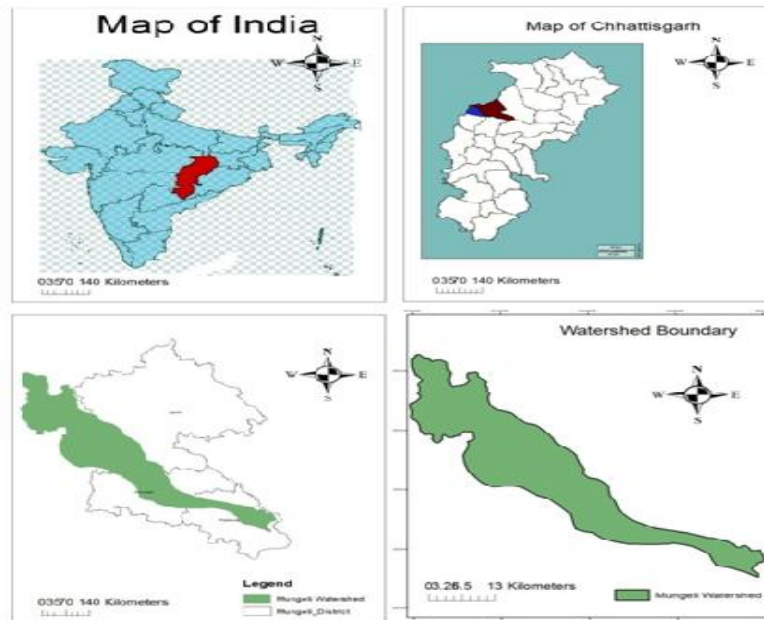 Map of India
N
W E
S
03570 140 Kilometers
Map of Chhattisgarh
N
W E
S
03570 140 Kilometers
N
W E
S
Legend
Mungeli Watershed
Mungeli_District
03570 140 Kilometers
Watershed Boundary
N
W E
S
03.256.5 13 Kilometers
Mungeli Watershed